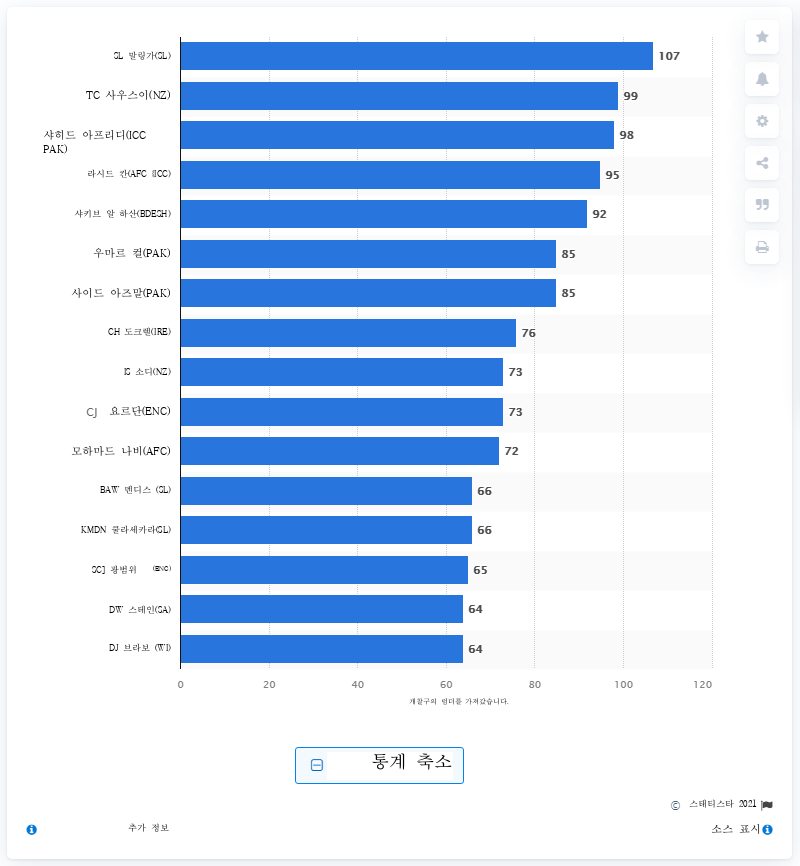 SL 말링가(SL)
107
TC 사우스이(NZ)
99
샤히드 아프리디(ICC
PAK)
98
라시드 칸(AFC (ICC)
95
샤키브 알 하산(BDESH)
92
우마르 컬(PAK)
85
사이드 아즈말(PAK)
85
CH 도크렐(IRE)
76
IS 소디(NZ)
73
CJ 요르단(ENC)
73
모하마드 나비(AFC)
72
BAW 멘디스 (SL)
66
KMDN 쿨라세카라(SL)
66
SCJ 광범위 (ENC)
65
DW 스테인(SA)
64
DJ 브라보 (WI)
64
0 20 40 60 80 100 120
가져갔습니다.
통계 축소
© 스태티스타 2021
추가 정보
소스 표시